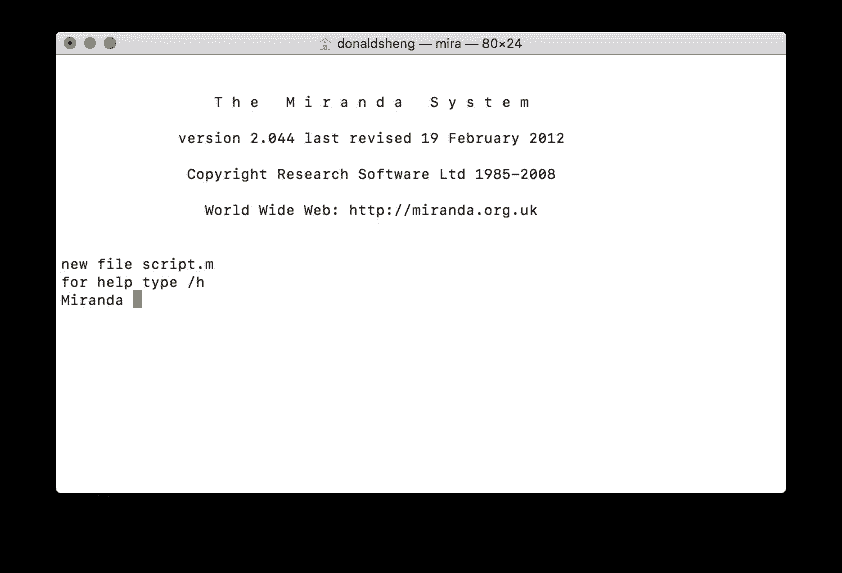 donaldsheng — mira — 80×24
T h e   M i r a n d a   S y s t e m
version 2.044 last revised 19 February 2012
Copyright Research Software Ltd 1985-2008
World Wide Web: http://miranda.org.uk
new file script.m
for help type /h
Miranda